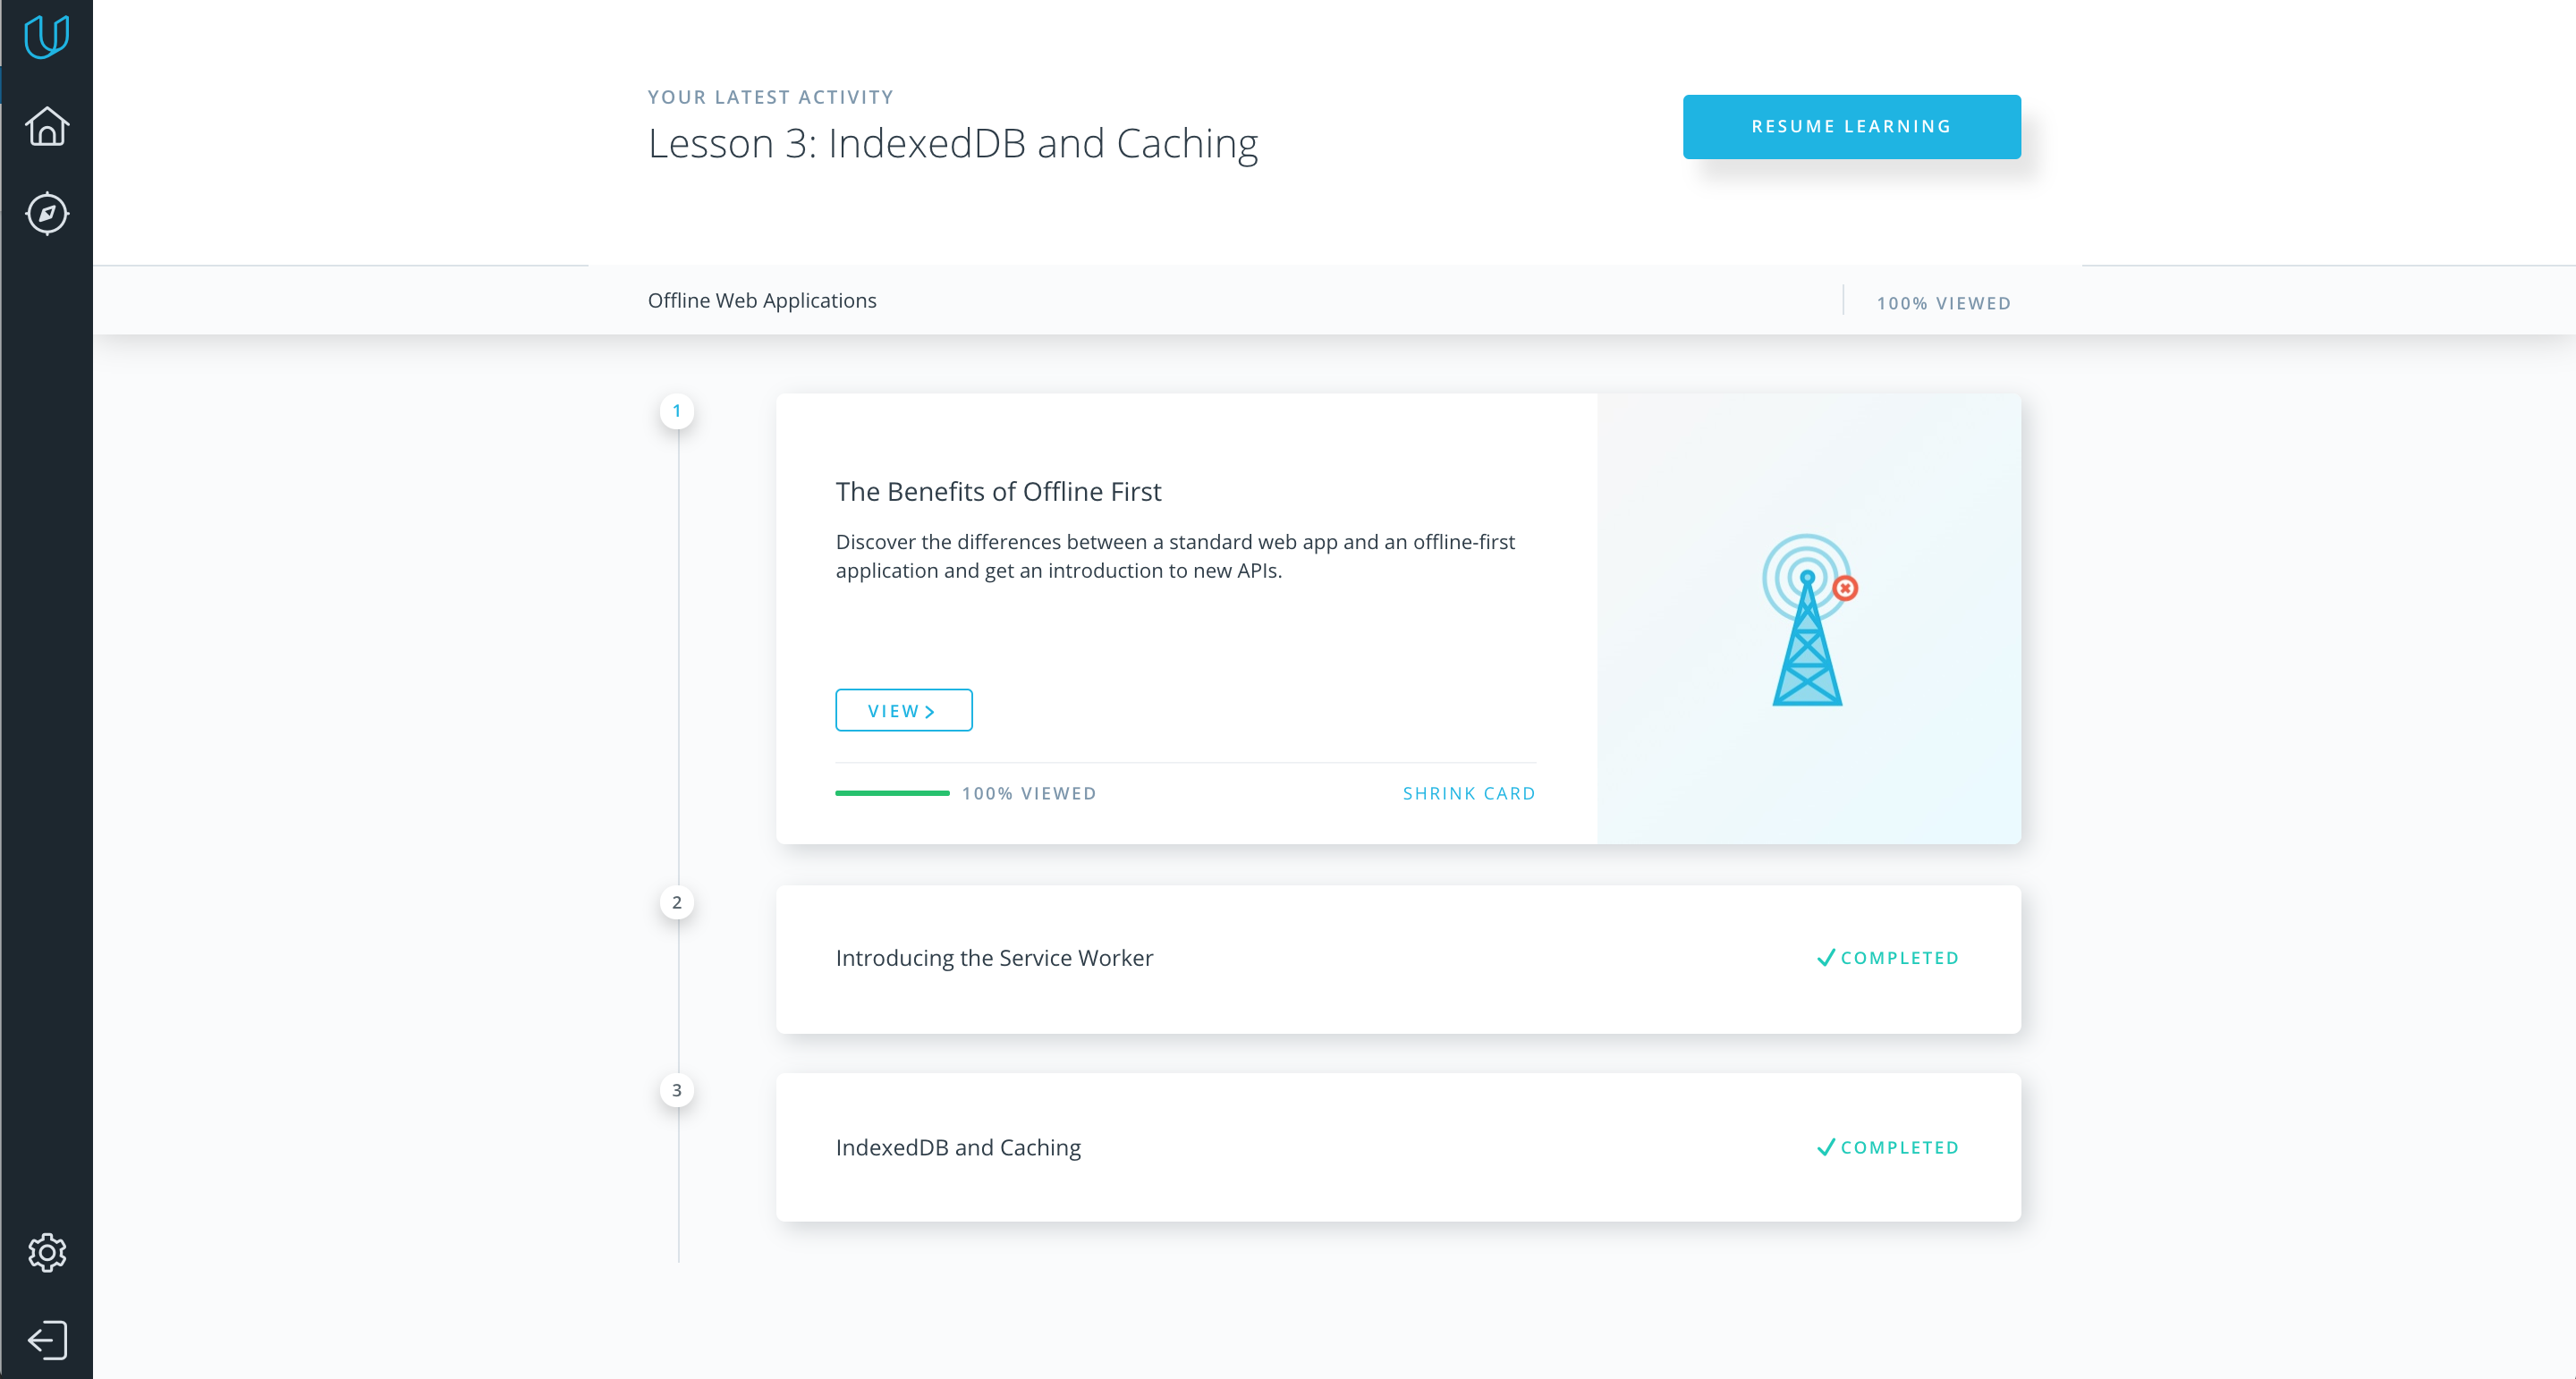 YOUR LATEST ACTIVITY
Lesson 3: IndexedDB and Caching
RESUME LEARNING
Offline Web Applications
100% VIEWED
1
The Benefits of Offline First
Discover the differences between a standard web app and an offline-first
application and get an introduction to new APIs.
VIEW >
100% VIEWED
SHRINK CARD
2
Introducing the Service Worker
COMPLETED
3
IndexedDB and Caching
COMPLETED